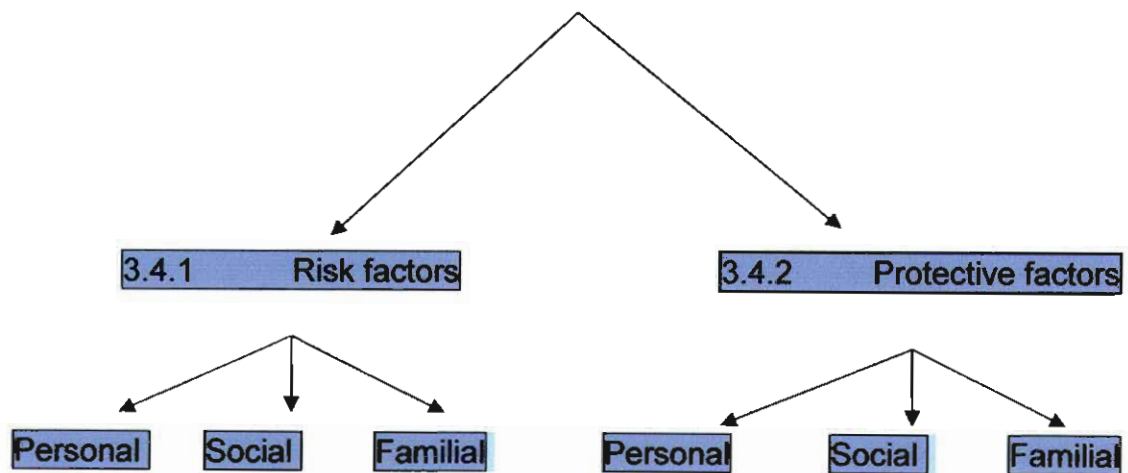 3.4.1 Risk factors
3.4.2 Protective factors
Personal Social Familial
Personal Social Familial